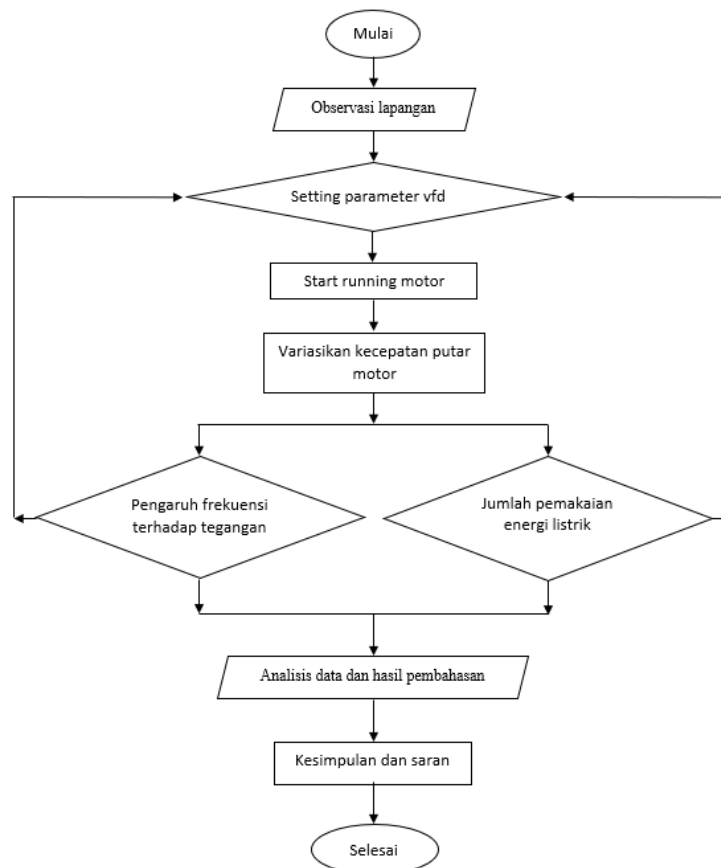 Mulai
Observasi lapangan
Setting parameter vfd
Start running motor
Variasikan kecepatan putar
motor
Pengaruh frekuensi
terhadap tegangan
Jumlah pemakaian
energi listrik
Analisis data dan hasil pembahasan
Kesimpulan dan saran
Selesai